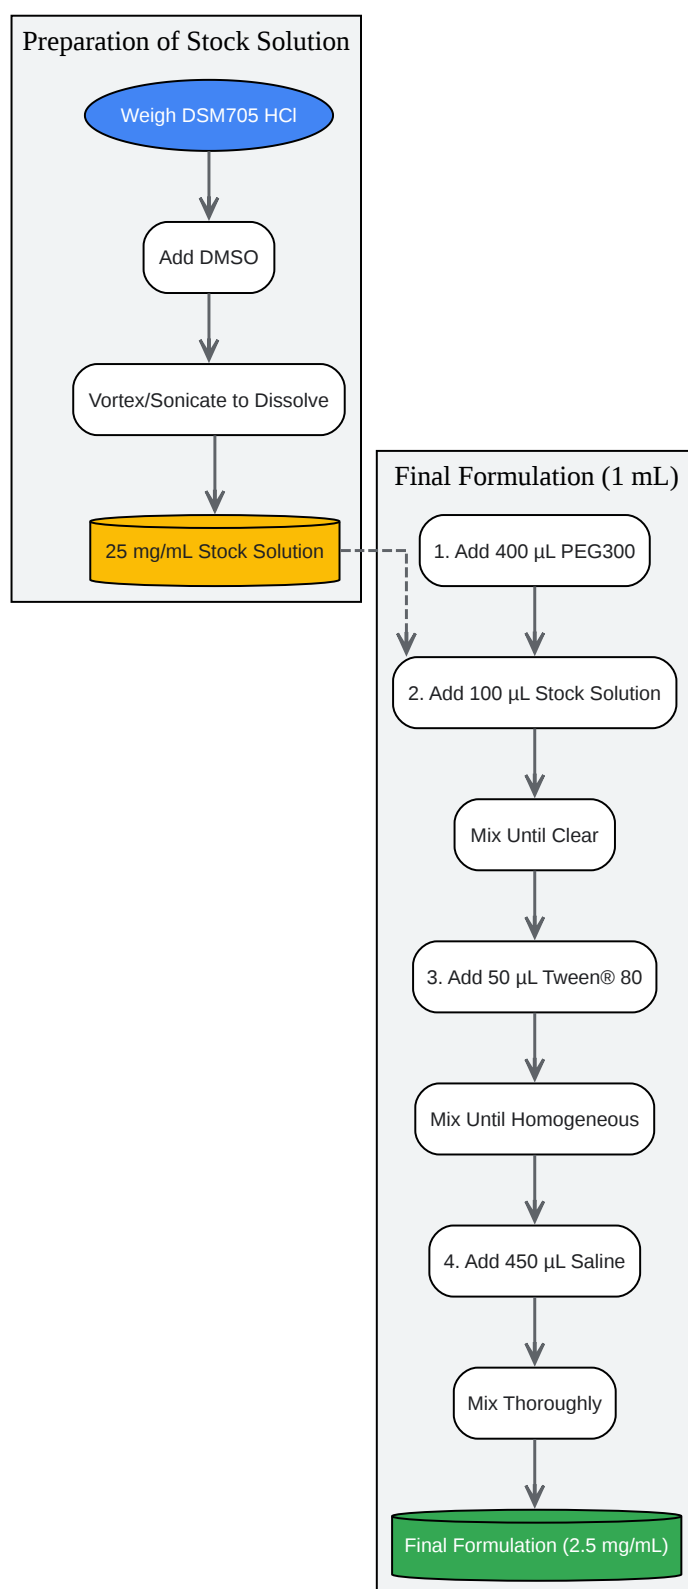 Preparation of Stock Solution
Weigh DSM705 HCl
Add DMSO
Vortex/Sonicate to Dissolve
25 mg/mL Stock Solution
Final Formulation (1 mL)
1. Add 400 µL PEG300
2. Add 100 µL Stock Solution
Mix Until Clear
3. Add 50 µL Tween® 80
Mix Until Homogeneous
4. Add 450 µL Saline
Mix Thoroughly
Final Formulation (2.5 mg/mL)